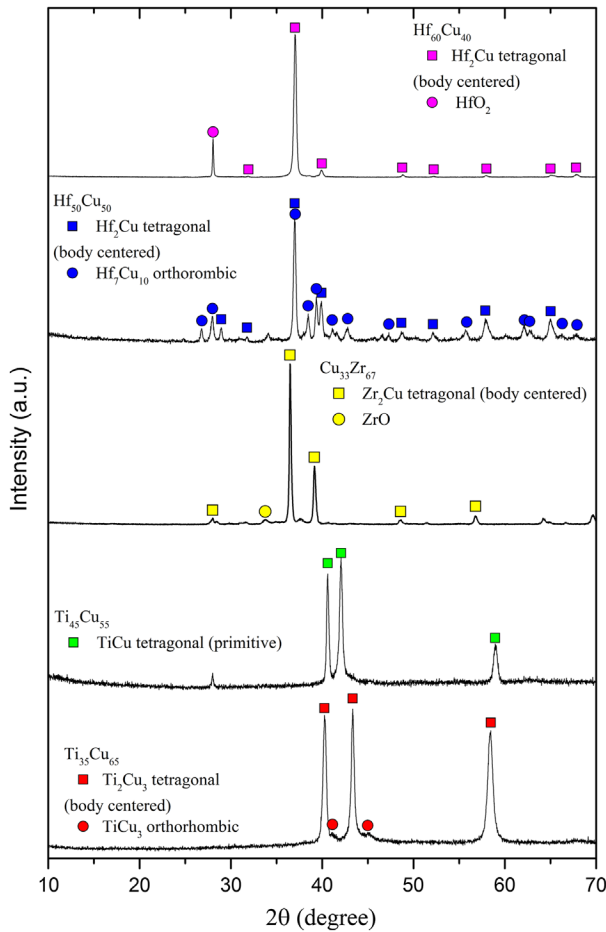 Hf60Cu40
Hf2Cu tetragonal
(body centered)
HfO2
Hf50Cu50
Hf2Cu tetragonal
(body centered)
Hf7Cu10 orthorombic
Cu33Zr67
Zr2Cu tetragonal (body centered)
ZrO
Ti45Cu55
TiCu tetragonal (primitive)
Ti35Cu65
Ti2Cu3 tetragonal
(body centered)
TiCu3 orthorhombic
Intensity (a.u.)
10 20 30 40 50 60 70
2θ (degree)